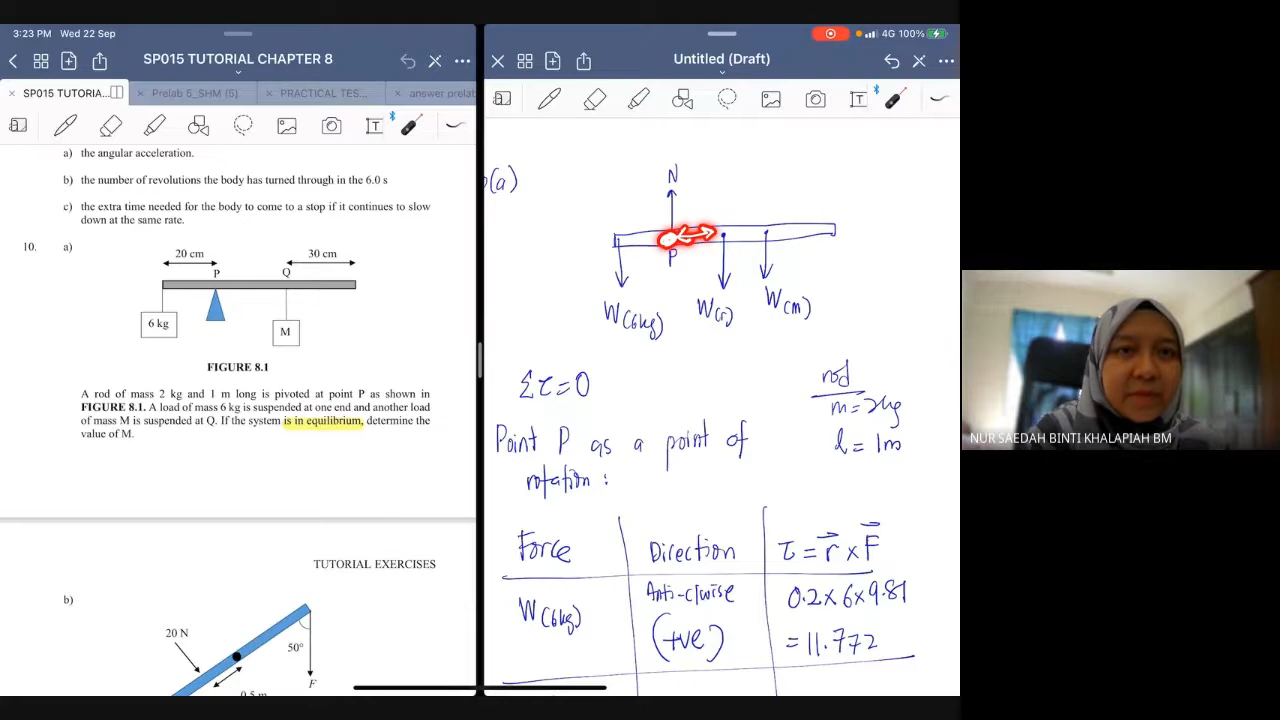 3:23 PM Wed 22 Sep
4G 100%
SP015 TUTORIAL CHAPTER 8
Untitled (Draft)
SP015 TUTORIA...
Prelab 5_SHM (5)
PRACTICAL TES...
answer prelab
a) the angular acceleration.
b) the number of revolutions the body has turned through in the 6.0 s
c) the extra time needed for the body to come to a stop if it continues to slow
down at the same rate.
10. a)
20 cm
30 cm
P
Q
6 kg
M
FIGURE 8.1
A rod of mass 2 kg and 1 m long is pivoted at point P as shown in
FIGURE 8.1. A load of mass 6 kg is suspended at one end and another load
of mass M is suspended at Q. If the system is in equilibrium, determine the
value of M.
TUTORIAL EXERCISES
b)
20 N
50°
F
0.5 m
(a)
N
P
W(6kg)
W(r)
W(m)
Στ=0
rod
m=2kg
l=1m
Point P as a point of
rotation:
Force
Direction
τ = r⃗ × F⃗
W(6kg)
Anti-c/wise
(+ve)
0.2×6×9.81
= 11.772
NUR SAEDAH BINTI KHALAPIAH BM